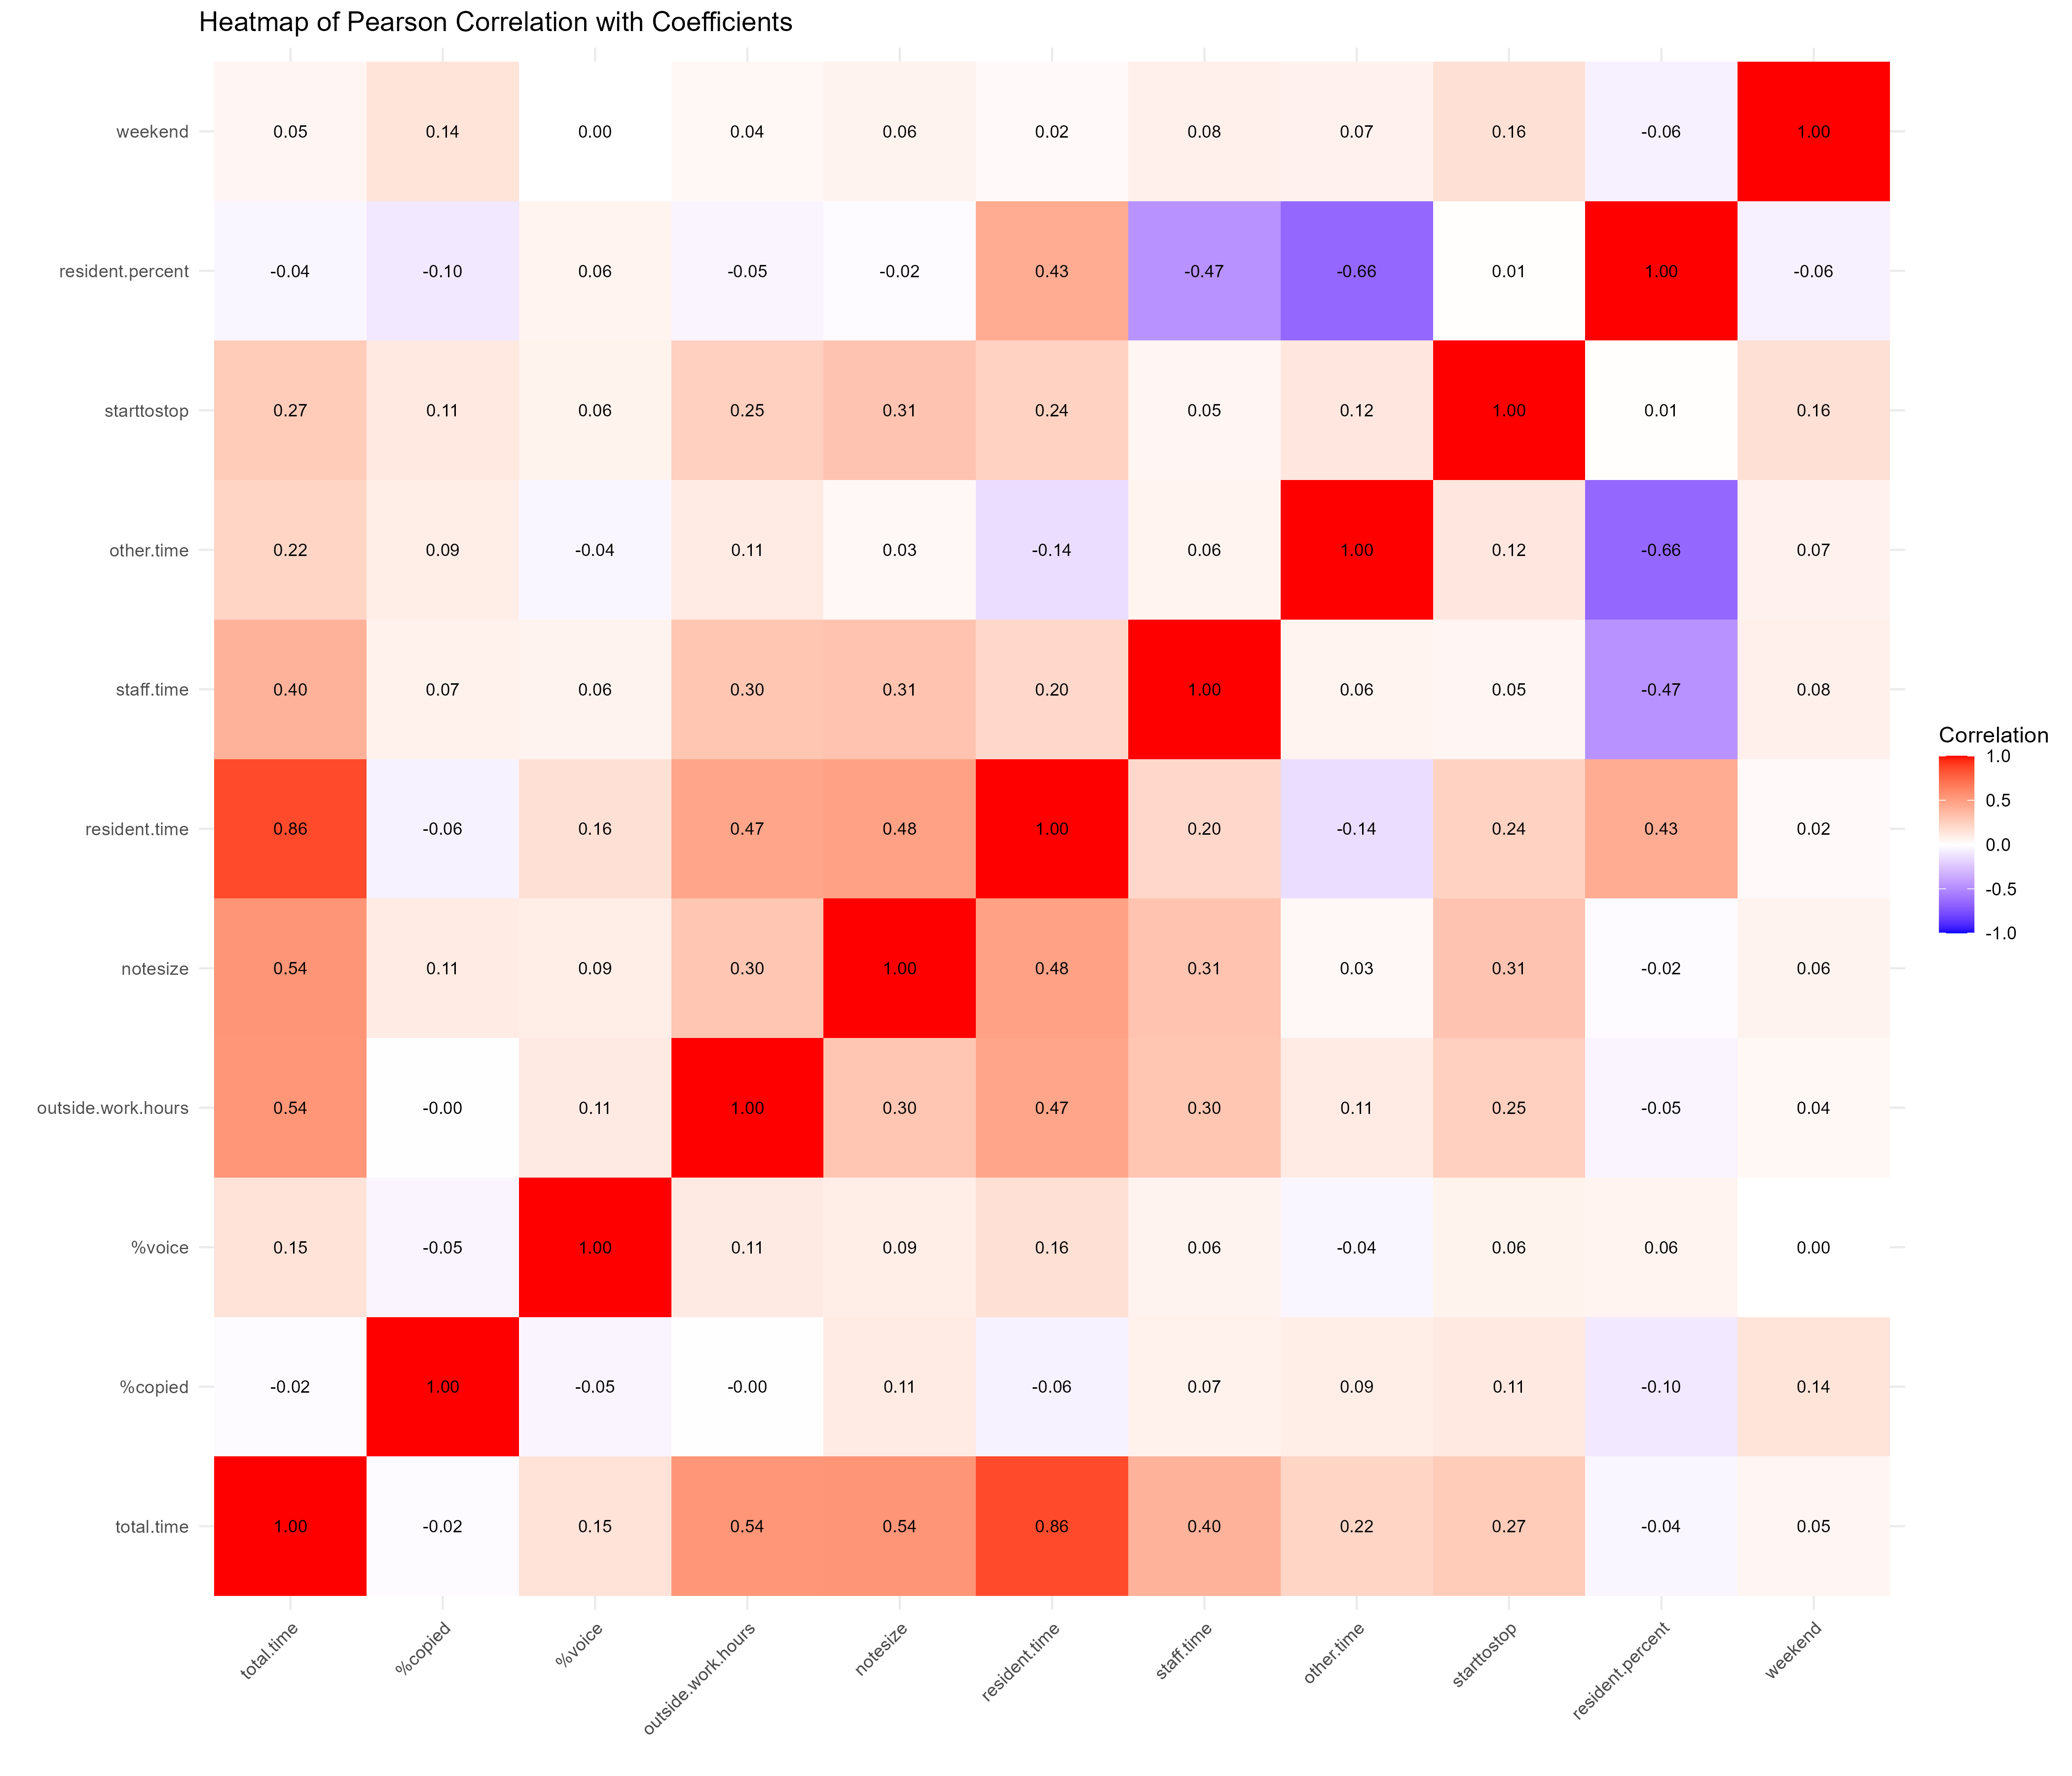 Heatmap of Pearson Correlation with Coefficients
weekend 0.05 0.14 0.00 0.04 0.06 0.02 0.08 0.07 0.16 -0.06 1.00
resident.percent -0.04 -0.10 0.06 -0.05 -0.02 0.43 -0.47 -0.66 0.01 1.00 -0.06
starttostop 0.27 0.11 0.06 0.25 0.31 0.24 0.05 0.12 1.00 0.01 0.16
other.time 0.22 0.09 -0.04 0.11 0.03 -0.14 0.06 1.00 0.12 -0.66 0.07
staff.time 0.40 0.07 0.06 0.30 0.31 0.20 1.00 0.06 0.05 -0.47 0.08
resident.time 0.86 -0.06 0.16 0.47 0.48 1.00 0.20 -0.14 0.24 0.43 0.02
notesize 0.54 0.11 0.09 0.30 1.00 0.48 0.31 0.03 0.31 -0.02 0.06
outside.work.hours 0.54 -0.00 0.11 1.00 0.30 0.47 0.30 0.11 0.25 -0.05 0.04
%voice 0.15 -0.05 1.00 0.11 0.09 0.16 0.06 -0.04 0.06 0.06 0.00
%copied -0.02 1.00 -0.05 -0.00 0.11 -0.06 0.07 0.09 0.11 -0.10 0.14
total.time 1.00 -0.02 0.15 0.54 0.54 0.86 0.40 0.22 0.27 -0.04 0.05
total.time %copied %voice outside.work.hours notesize resident.time staff.time other.time starttostop resident.percent weekend
Correlation
1.0
0.5
0.0
-0.5
-1.0